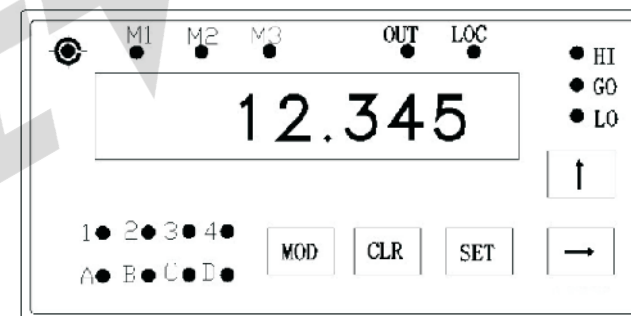 M1 M2 M3 OUT LOC
HI
GO
LO
12.345
1 2 3 4
A B C D
MOD CLR SET